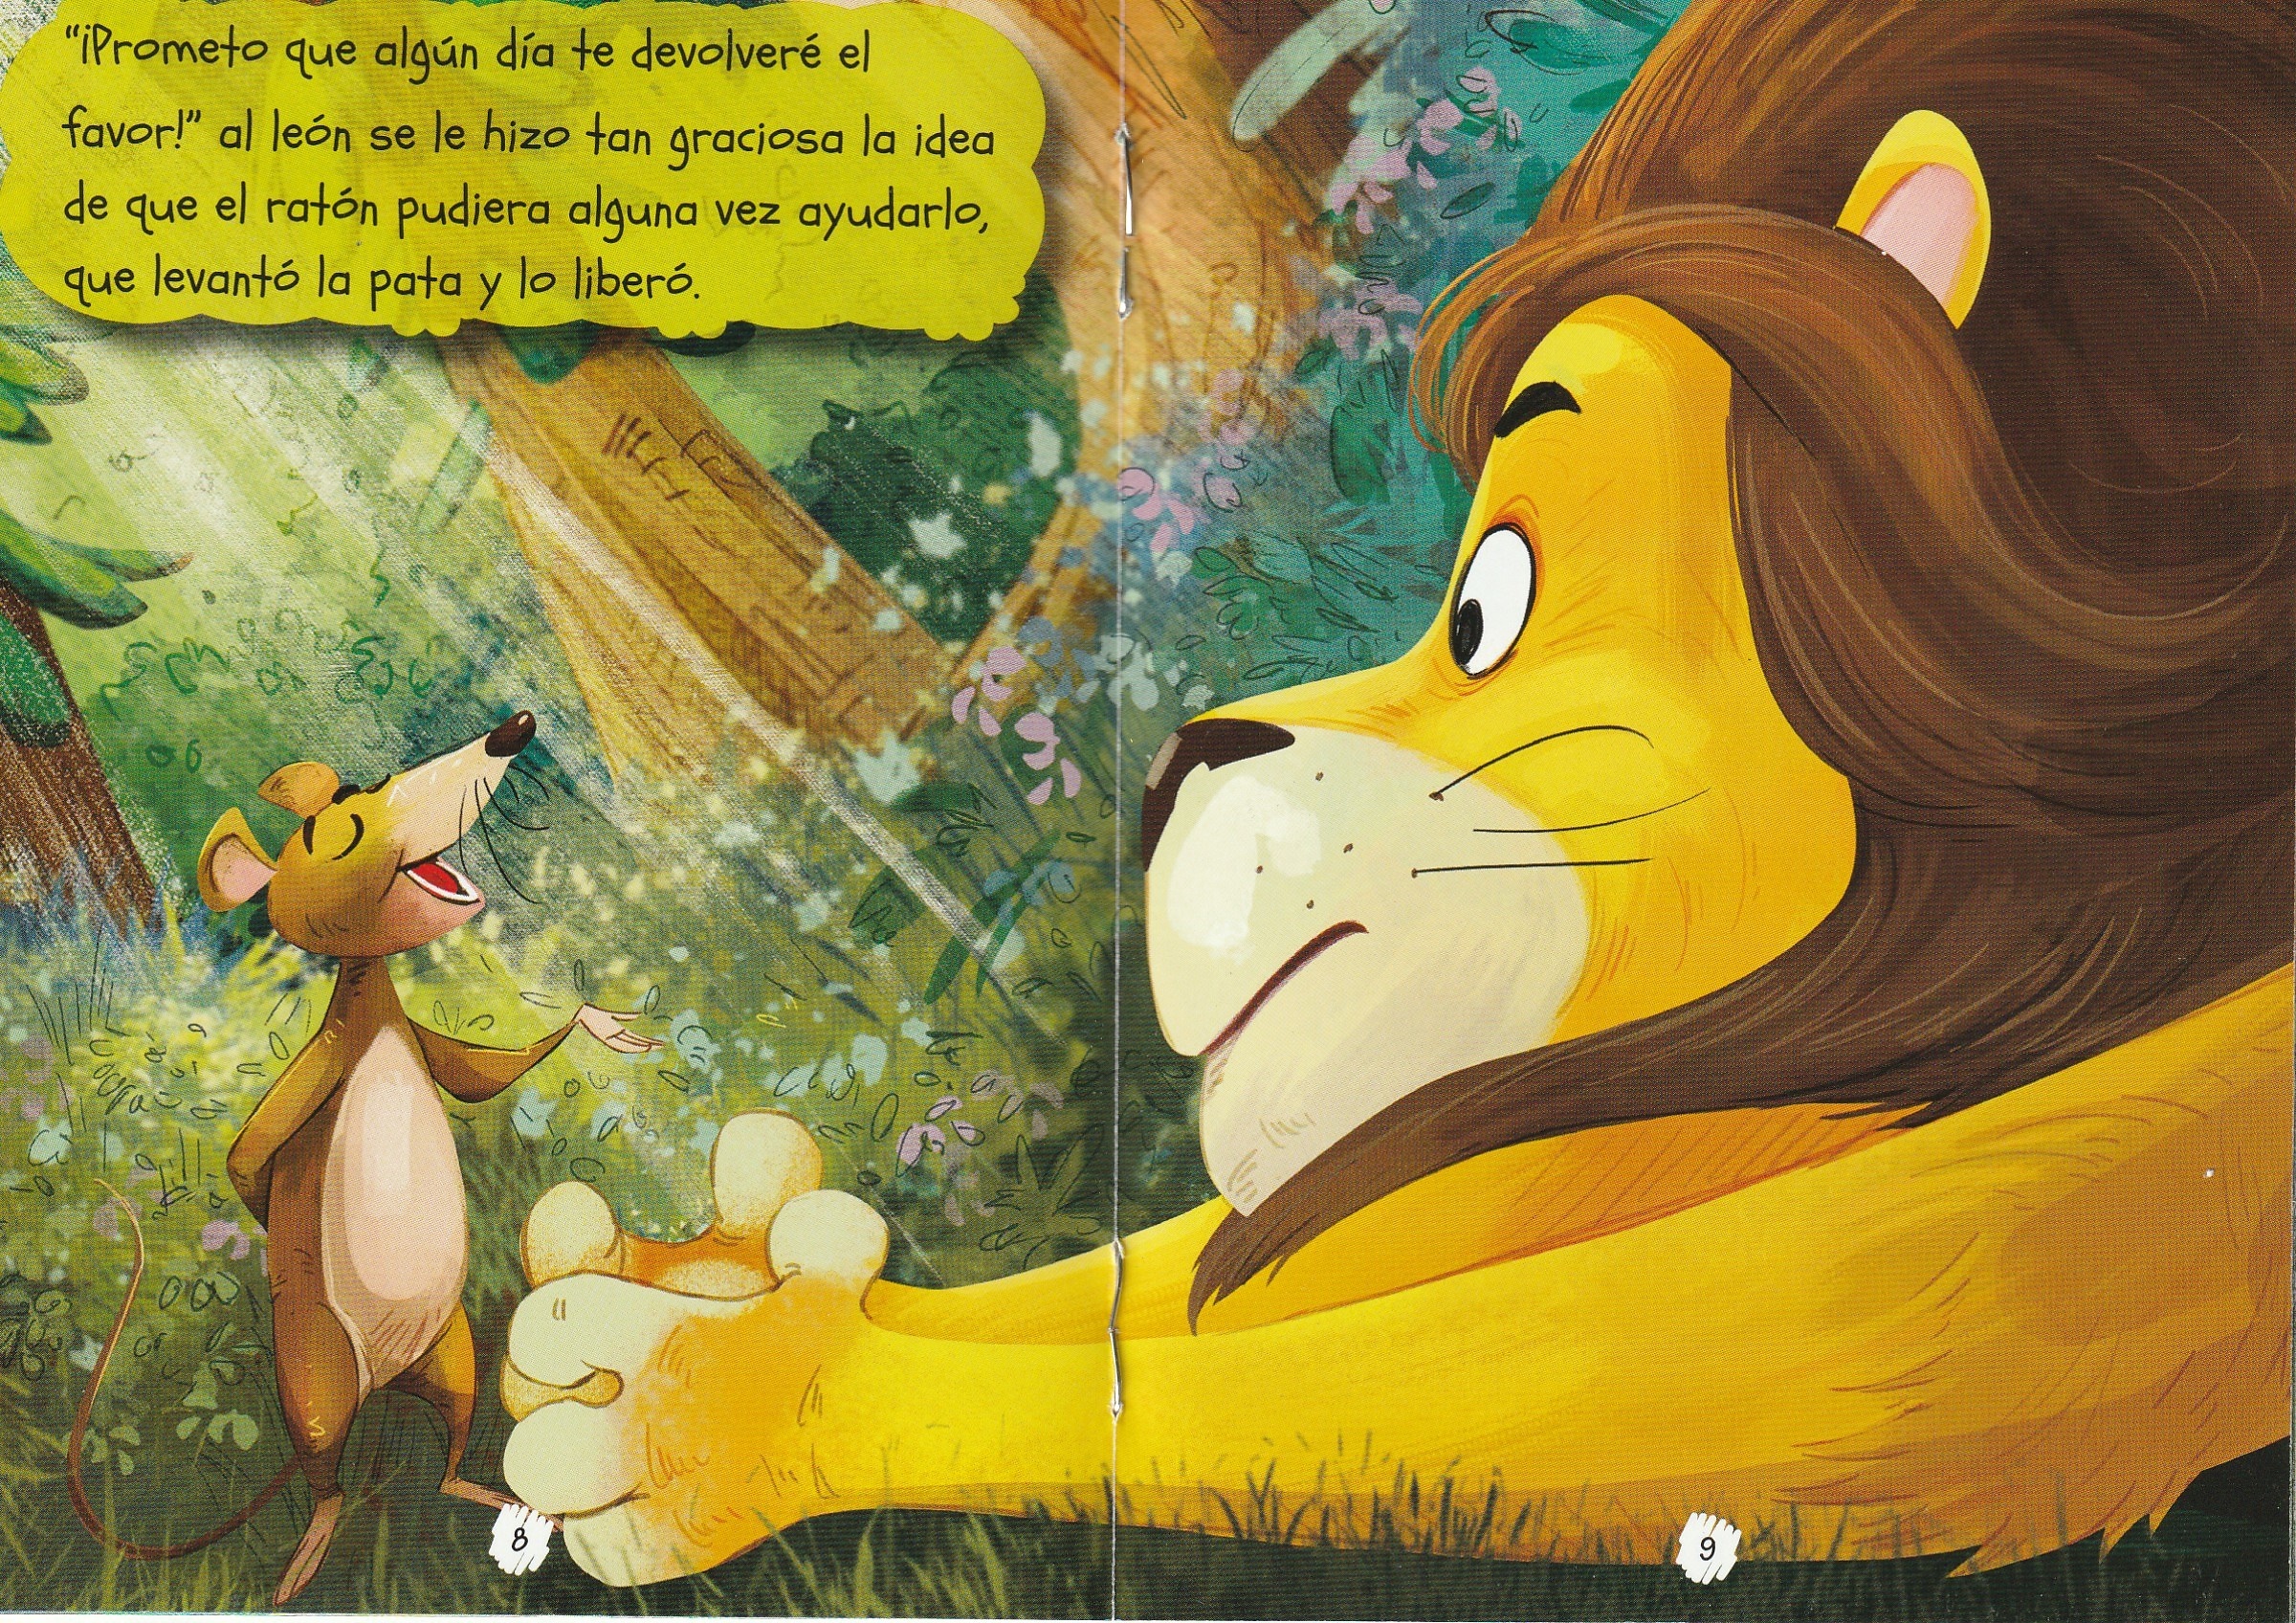 “¡Prometo que algún día te devolveré el
favor!” al león se le hizo tan graciosa la idea
de que el ratón pudiera alguna vez ayudarlo,
que levantó la pata y lo liberó.
8
9